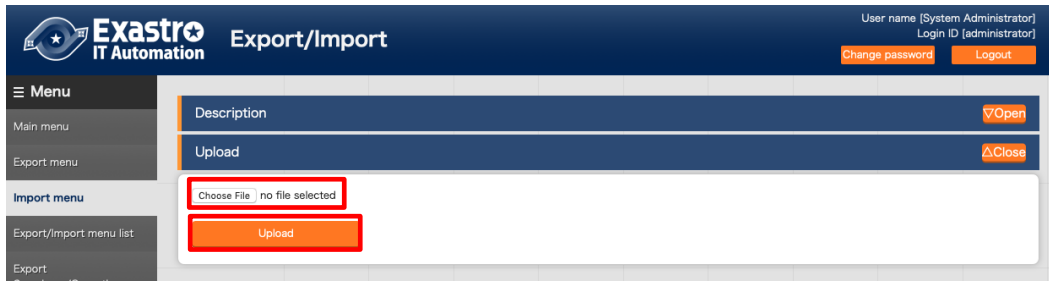 Exastro
IT Automation
Export/Import
User name [System Administrator]
Login ID [administrator]
Change password
Logout
☰ Menu
Main menu
Export menu
Import menu
Export/Import menu list
Export
Description
▽Open
Upload
△Close
Choose File no file selected
Upload